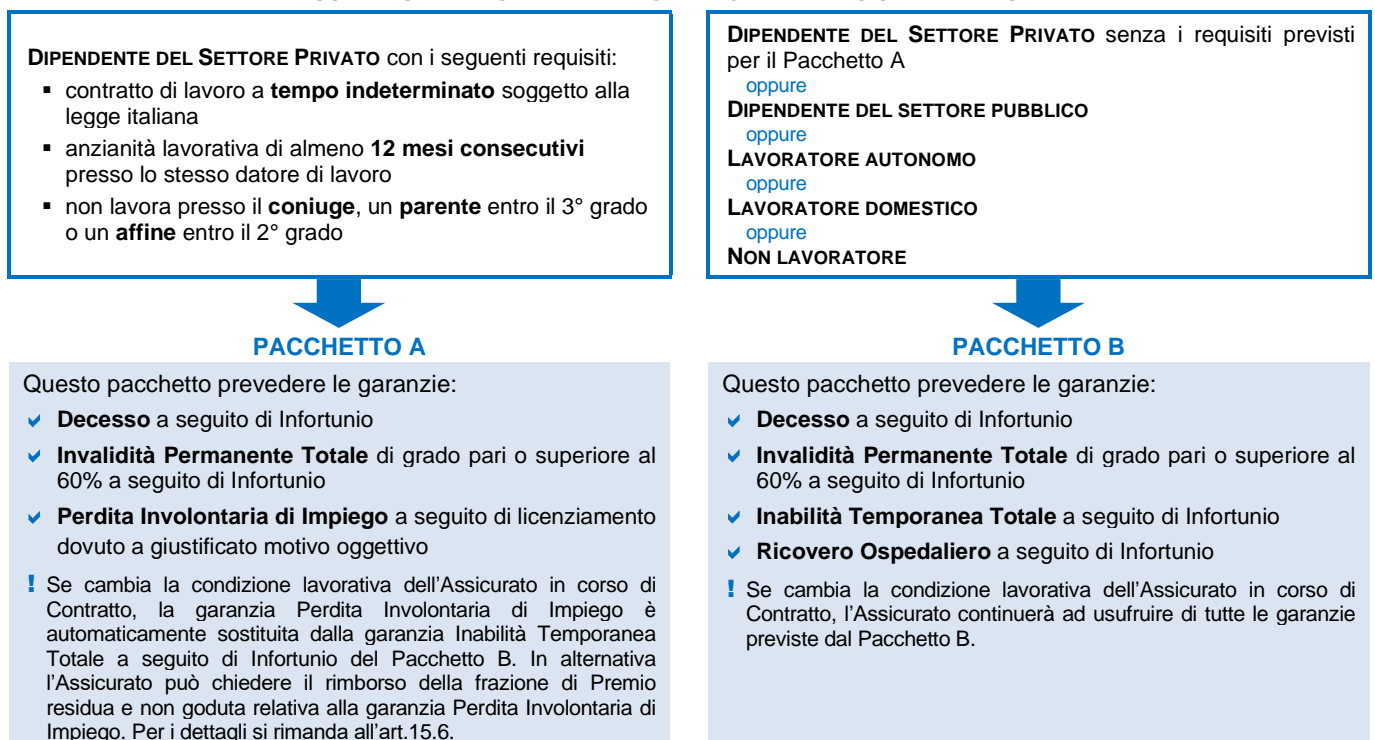 DIPENDENTE DEL SETTORE PRIVATO con i seguenti requisiti:
▪ contratto di lavoro a tempo indeterminato soggetto alla
legge italiana
▪ anzianità lavorativa di almeno 12 mesi consecutivi
presso lo stesso datore di lavoro
▪ non lavora presso il coniuge, un parente entro il 3° grado
o un affine entro il 2° grado
PACCHETTO A
Questo pacchetto prevedere le garanzie:
Decesso a seguito di Infortunio
Invalidità Permanente Totale di grado pari o superiore al
60% a seguito di Infortunio
Perdita Involontaria di Impiego a seguito di licenziamento
dovuto a giustificato motivo oggettivo
! Se cambia la condizione lavorativa dell'Assicurato in corso di
Contratto, la garanzia Perdita Involontaria di Impiego è
automaticamente sostituita dalla garanzia Inabilità Temporanea
Totale a seguito di Infortunio del Pacchetto B. In alternativa
l'Assicurato può chiedere il rimborso della frazione di Premio
residua e non goduta relativa alla garanzia Perdita Involontaria di
Impiego. Per i dettagli si rimanda all'art.15.6.
DIPENDENTE DEL SETTORE PRIVATO senza i requisiti previsti
per il Pacchetto A
oppure
DIPENDENTE DEL SETTORE PUBBLICO
oppure
LAVORATORE AUTONOMO
oppure
LAVORATORE DOMESTICO
oppure
NON LAVORATORE
PACCHETTO B
Questo pacchetto prevedere le garanzie:
Decesso a seguito di Infortunio
Invalidità Permanente Totale di grado pari o superiore al
60% a seguito di Infortunio
Inabilità Temporanea Totale a seguito di Infortunio
Ricovero Ospedaliero a seguito di Infortunio
! Se cambia la condizione lavorativa dell'Assicurato in corso di
Contratto, l'Assicurato continuerà ad usufruire di tutte le garanzie
previste dal Pacchetto B.